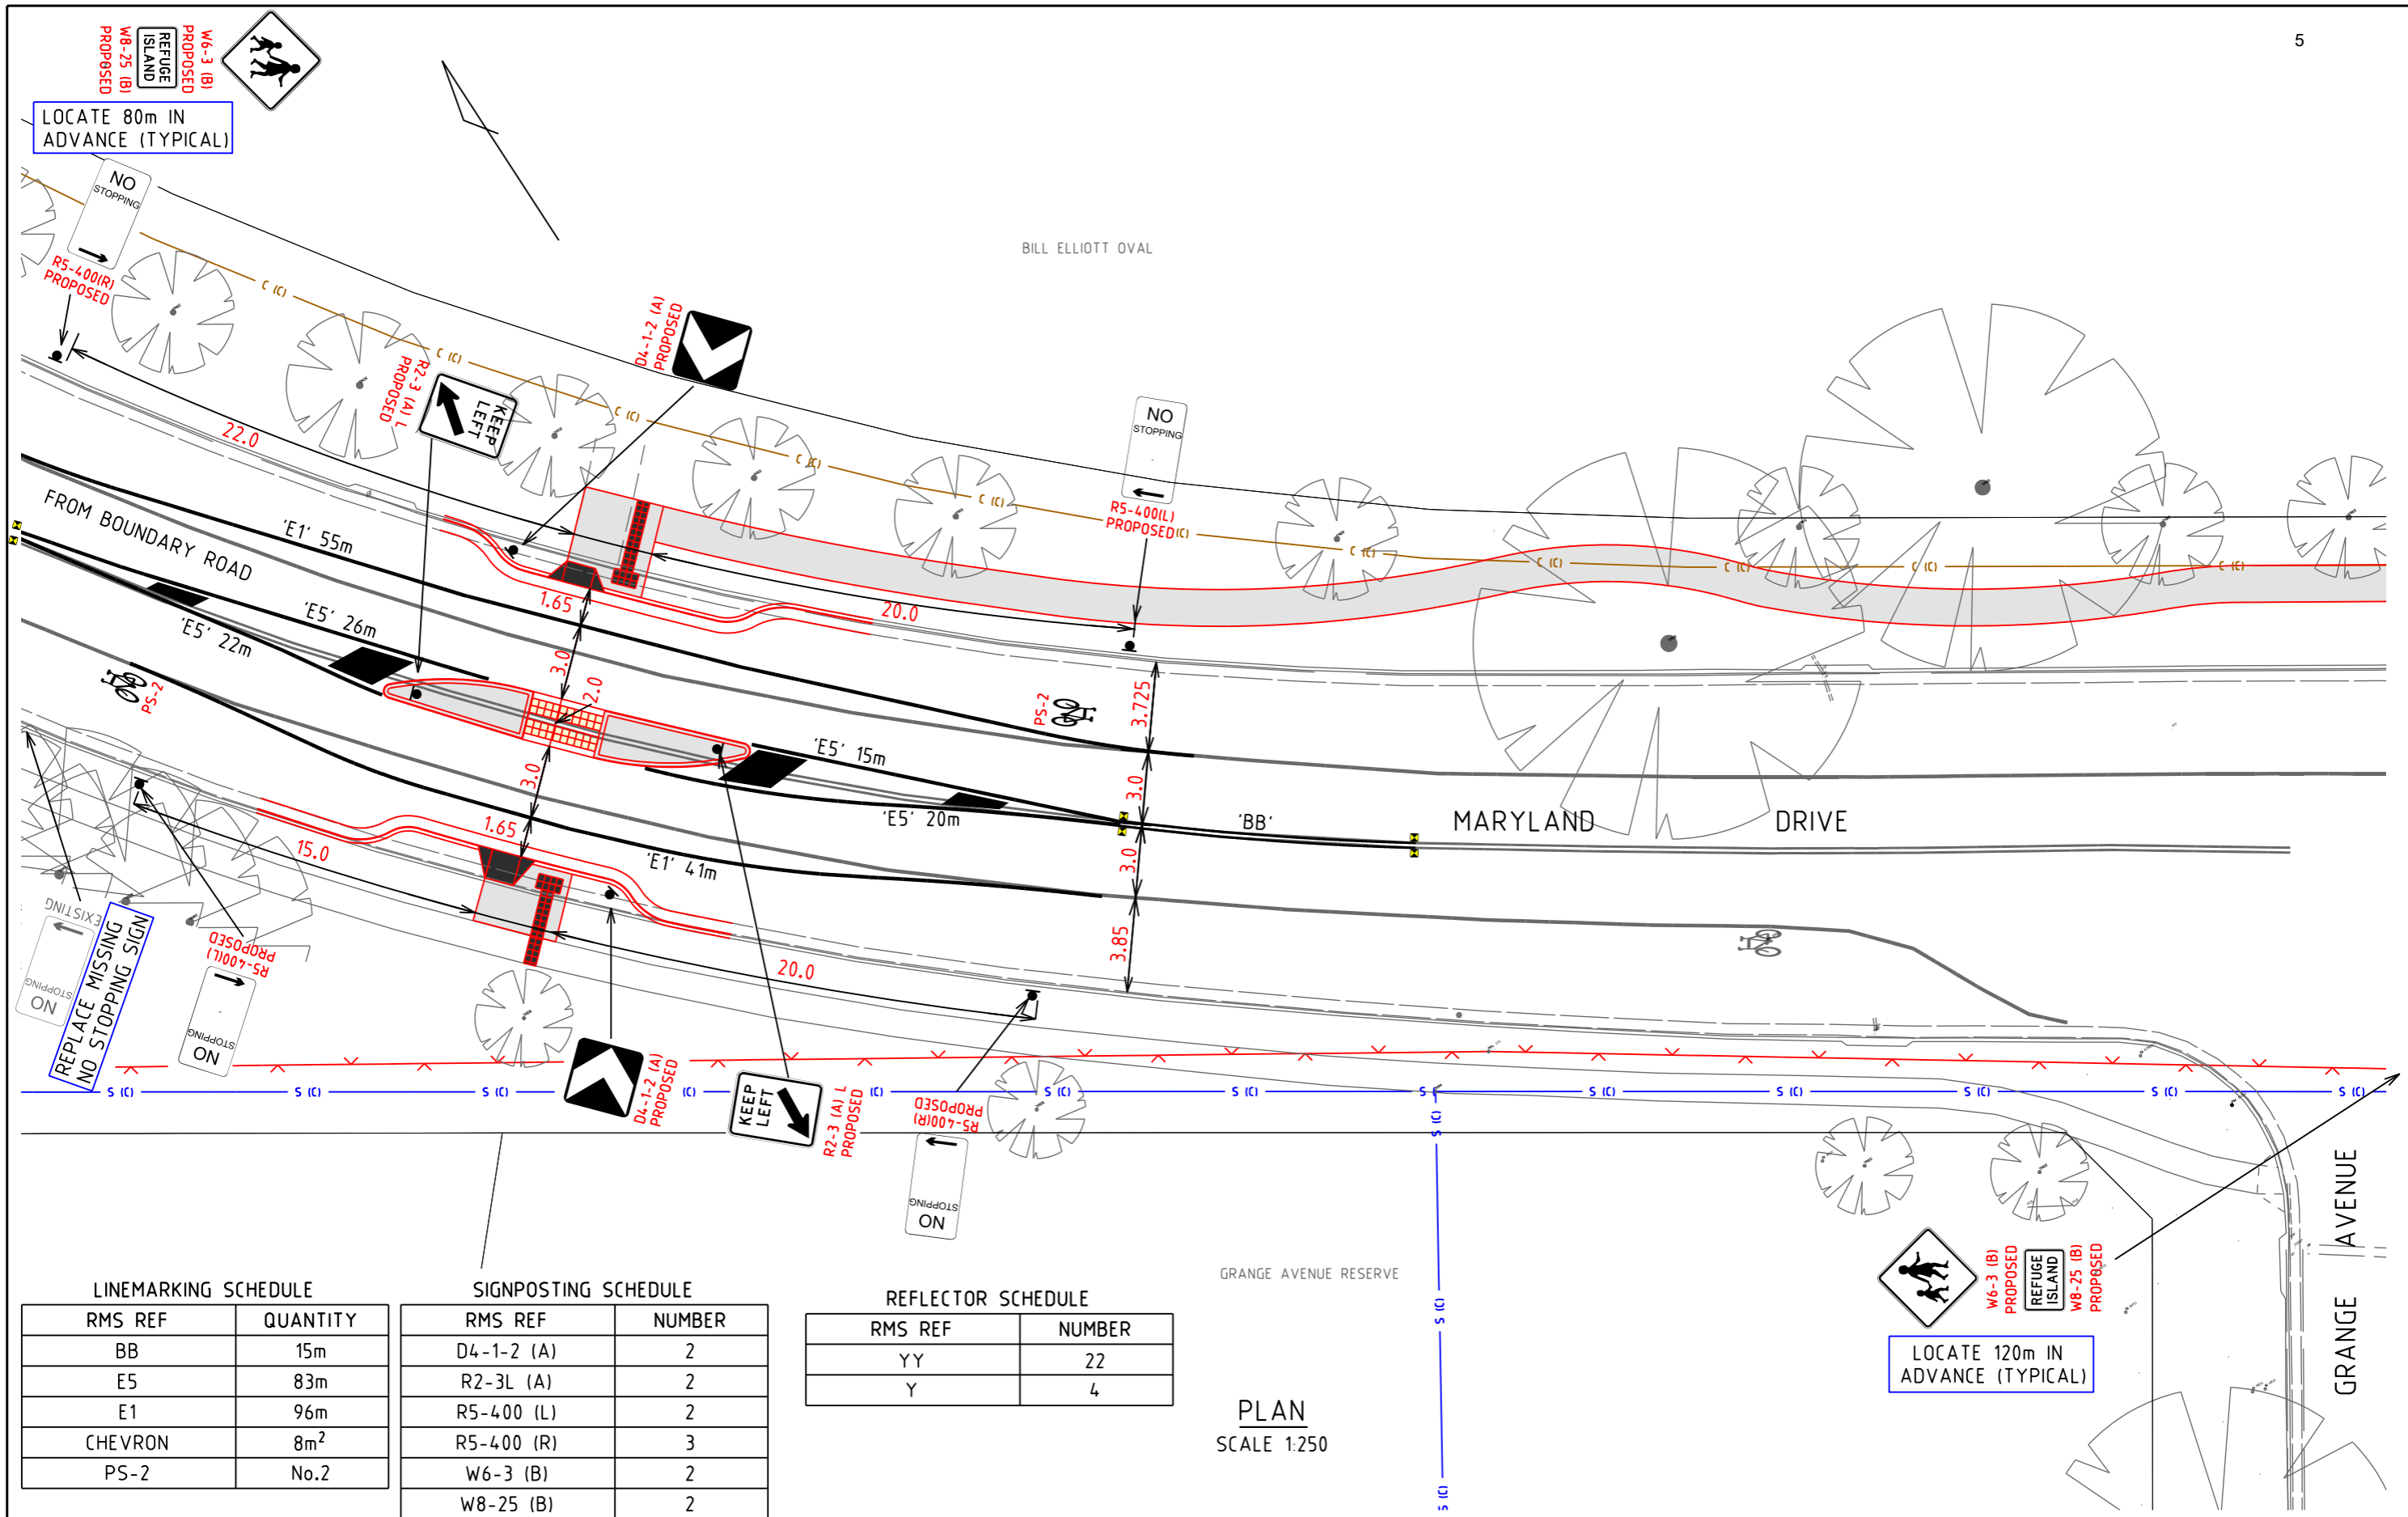 5
W6-3 (B)
PROPOSED
REFUGE
ISLAND
W8-25 (B)
PROPOSED
LOCATE 80m IN
ADVANCE (TYPICAL)
NO
STOPPING
R5-400(R)
PROPOSED
BILL ELLIOTT OVAL
C (C)
C (C)
C (C)
C (C)
C (C)
C (C)
C (C)
C (C)
C (C)
C (C)
C (C)
D4-1-2 (A)
PROPOSED
R2-3 (A) L
PROPOSED
KEEP
LEFT
NO
STOPPING
R5-400(L)
PROPOSED
22.0
FROM BOUNDARY ROAD
'E1' 55m
'E5' 26m
'E5' 22m
PS-2
1.65
3.0
2.0
3.0
1.65
20.0
PS-2
3.725
3.0
3.0
3.85
'E5' 15m
'E5' 20m
'BB'
MARYLAND DRIVE
'E1' 41m
15.0
20.0
EXISTING
NO
STOPPING
REPLACE MISSING
NO STOPPING SIGN
R5-400(L)
PROPOSED
NO
STOPPING
D4-1-2 (A)
PROPOSED
KEEP
LEFT
R2-3 (A) L
PROPOSED
R5-400(R)
PROPOSED
NO
STOPPING
S (C)
S (C)
S (C)
(C)
(C)
S (C)
S (C)
S (
S (C)
S (C)
S (C)
S (C)
S (C)
S (C)
S (C)
S (C)
GRANGE AVENUE RESERVE
W6-3 (B)
PROPOSED
REFUGE
ISLAND
W8-25 (B)
PROPOSED
LOCATE 120m IN
ADVANCE (TYPICAL)
GRANGE AVENUE
LINEMARKING SCHEDULE
RMS REF QUANTITY
BB 15m
E5 83m
E1 96m
CHEVRON 8m²
PS-2 No.2
SIGNPOSTING SCHEDULE
RMS REF NUMBER
D4-1-2 (A) 2
R2-3L (A) 2
R5-400 (L) 2
R5-400 (R) 3
W6-3 (B) 2
W8-25 (B) 2
REFLECTOR SCHEDULE
RMS REF NUMBER
YY 22
Y 4
PLAN
SCALE 1:250